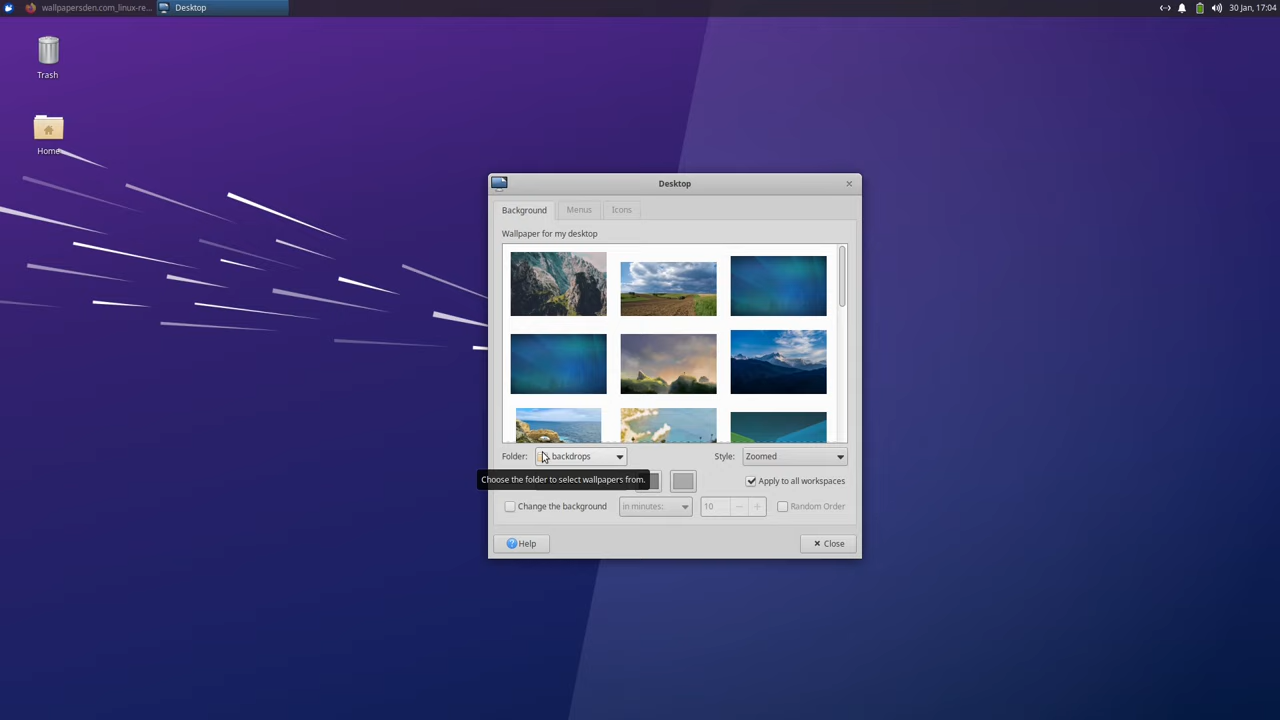 wallpapersden.com_linux-re...
Desktop
30 Jan, 17:04
Trash
Home
Desktop
Background
Menus
Icons
Wallpaper for my desktop
Folder:
backdrops
Style:
Zoomed
Choose the folder to select wallpapers from.
Apply to all workspaces
Change the background
in minutes:
10
Random Order
Help
Close